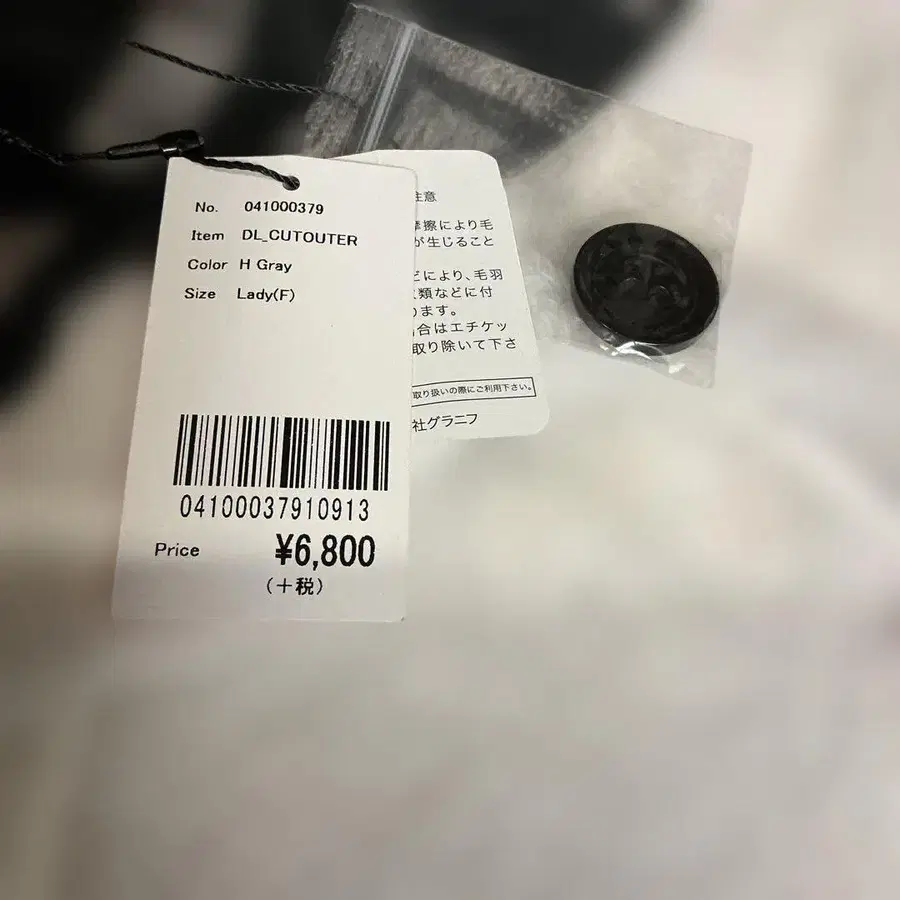 No. 041000379
Item DL_CUTOUTER
Color H Gray
Size Lady(F)
04100037910913
Price ¥6,800
(+税)
注意
摩擦により毛
が生じること
どにより、毛羽
類などに付
ります。
合はエチケッ
取り除いて下さ
取り扱いの際にご利用下さい。
社グラニフ